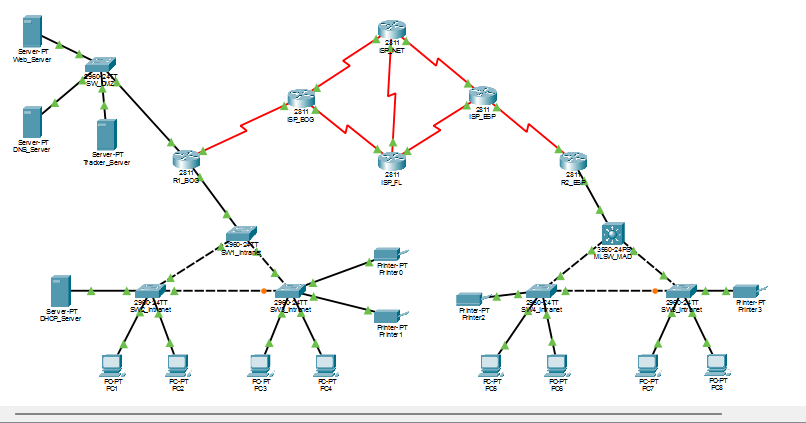 Server-PT
Web_Server
2960-24TT
SW_DMZ
Server-PT
DNS_Server
Server-PT
Tracker_Server
2811
R1_BOG
2811
ISP_BOG
2811
ISP_NET
2811
ISP_FL
2811
ISP_ESP
2811
R2_ESP
2960-24TT
SW1_Intranet
3560-24PS
MLSW_MAD
Server-PT
DHCP_Server
2960-24TT
SW2_Intranet
2960-24TT
Intranet
Printer-PT
Printer0
Printer-PT
Printer1
Printer-PT
Printer2
2960-24TT
SW4_Intranet
2960-24TT
Intranet
Printer-PT
Printer3
PC-PT
PC1
PC-PT
PC2
PC-PT
PC3
PC-PT
PC4
PC-PT
PC5
PC-PT
PC6
PC-PT
PC7
PC-PT
PC8